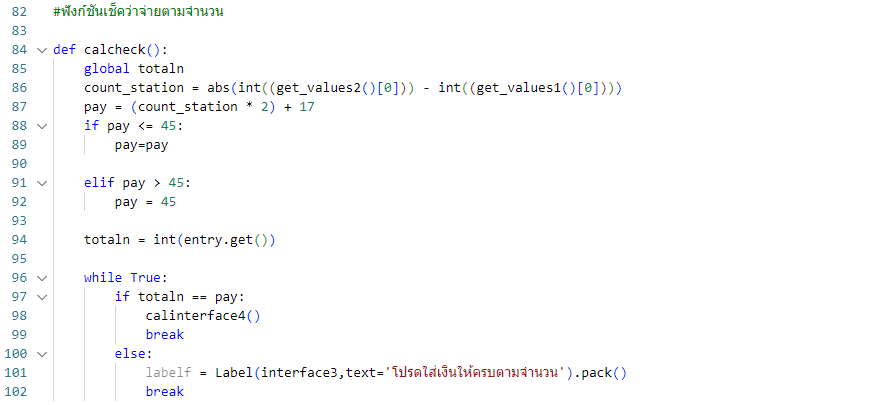 82 #ฟังก์ชันเช็คว่าจ่ายตามจำนวน
83
84 def calcheck():
85 global totaln
86 count_station = abs(int((get_values2()[0])) - int((get_values1()[0])))
87 pay = (count_station * 2) + 17
88 if pay <= 45:
89 pay=pay
90
91 elif pay > 45:
92 pay = 45
93
94 totaln = int(entry.get())
95
96 while True:
97 if totaln == pay:
98 calinterface4()
99 break
100 else:
101 labelf = Label(interface3,text='โปรดใส่เงินให้ครบตามจำนวน').pack()
102 break